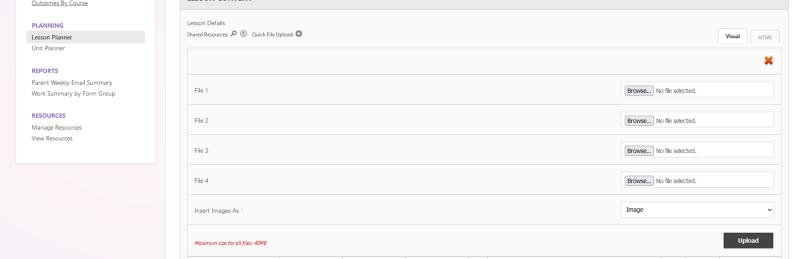 Outcomes By Course
PLANNING
Lesson Planner
Unit Planner
REPORTS
Parent Weekly Email Summary
Work Summary by Form Group
RESOURCES
Manage Resources
View Resources
LESSON CONTENT
Lesson Details
Shared Resources: Quick File Upload:
Visual HTML
File 1 Browse... No file selected.
File 2 Browse... No file selected.
File 3 Browse... No file selected.
File 4 Browse... No file selected.
Insert Images As * Image
Maximum size for all files: 40MB Upload